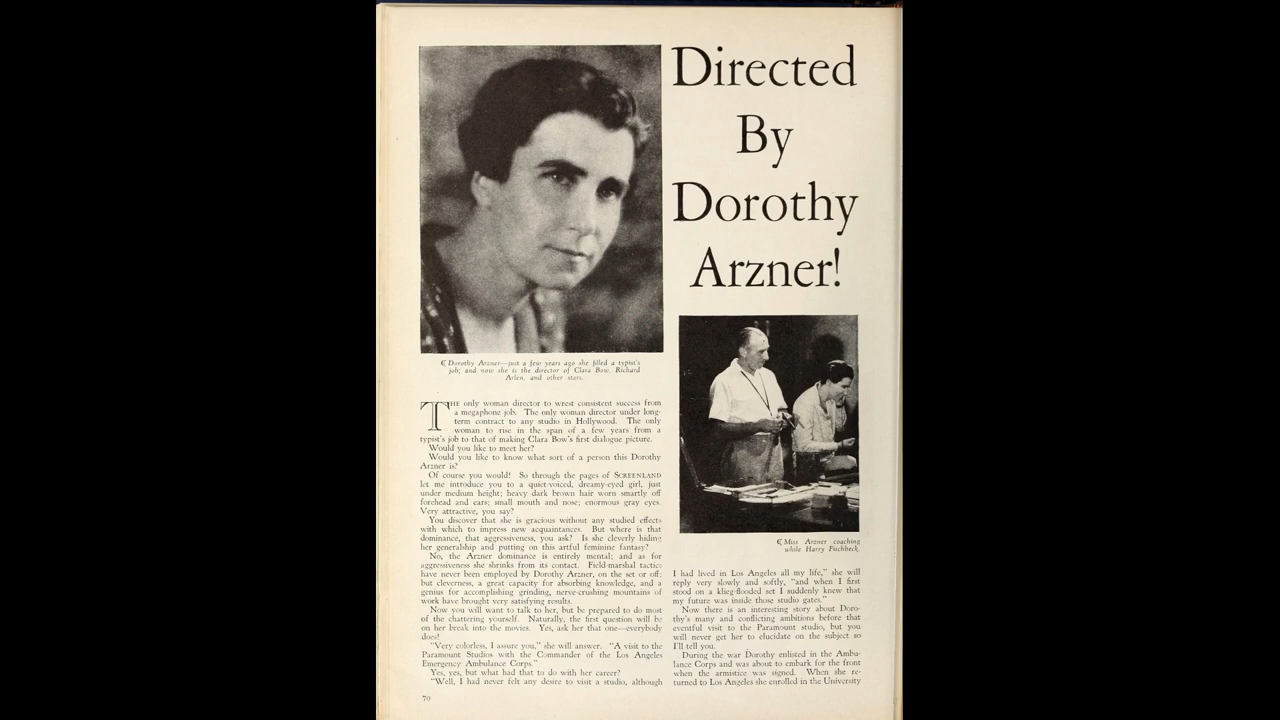 Directed
By
Dorothy
Arzner!
❡ Dorothy Arzner—just a few years ago she filled a typist's
job; and now she is the director of Clara Bow, Richard
Arlen, and other stars.
THE only woman director to wrest consistent success from
a megaphone job. The only woman director under long-
term contract to any studio in Hollywood. The only
woman to rise in the span of a few years from a
typist's job to that of making Clara Bow's first dialogue picture.
Would you like to meet her?
Would you like to know what sort of a person this Dorothy
Arzner is?
Of course you would! So through the pages of SCREENLAND
let me introduce you to a quiet-voiced, dreamy-eyed girl, just
under medium height; heavy dark brown hair worn smartly off
forehead and ears; small mouth and nose; enormous gray eyes.
Very attractive, you say?
You discover that she is gracious without any studied effects
with which to impress new acquaintances. But where is that
dominance, that aggressiveness, you ask? Is she cleverly hiding
her generalship and putting on this artful feminine fantasy?
No, the Arzner dominance is entirely mental; and as for
aggressiveness she shrinks from its contact. Field-marshal tactics
have never been employed by Dorothy Arzner, on the set or off;
but cleverness, a great capacity for absorbing knowledge, and a
genius for accomplishing grinding, nerve-crushing mountains of
work have brought very satisfying results.
Now you will want to talk to her, but be prepared to do most
of the chattering yourself. Naturally, the first question will be
on her break into the movies. Yes, ask her that one—everybody
does!
"Very colorless, I assure you," she will answer. "A visit to the
Paramount Studios with the Commander of the Los Angeles
Emergency Ambulance Corps."
Yes, yes, but what had that to do with her career?
"Well, I had never felt any desire to visit a studio, although
70
❡ Miss Arzner coaching
while Harry Fischbeck,
I had lived in Los Angeles all my life," she will
reply very slowly and softly, "and when I first
stood on a klieg-flooded set I suddenly knew that
my future was inside those studio gates."
Now there is an interesting story about Doro-
thy's many and conflicting ambitions before that
eventful visit to the Paramount studio, but you
will never get her to elucidate on the subject so
I'll tell you.
During the war Dorothy enlisted in the Ambu-
lance Corps and was about to embark for the front
when the armistice was signed. When she re-
turned to Los Angeles she enrolled in the University